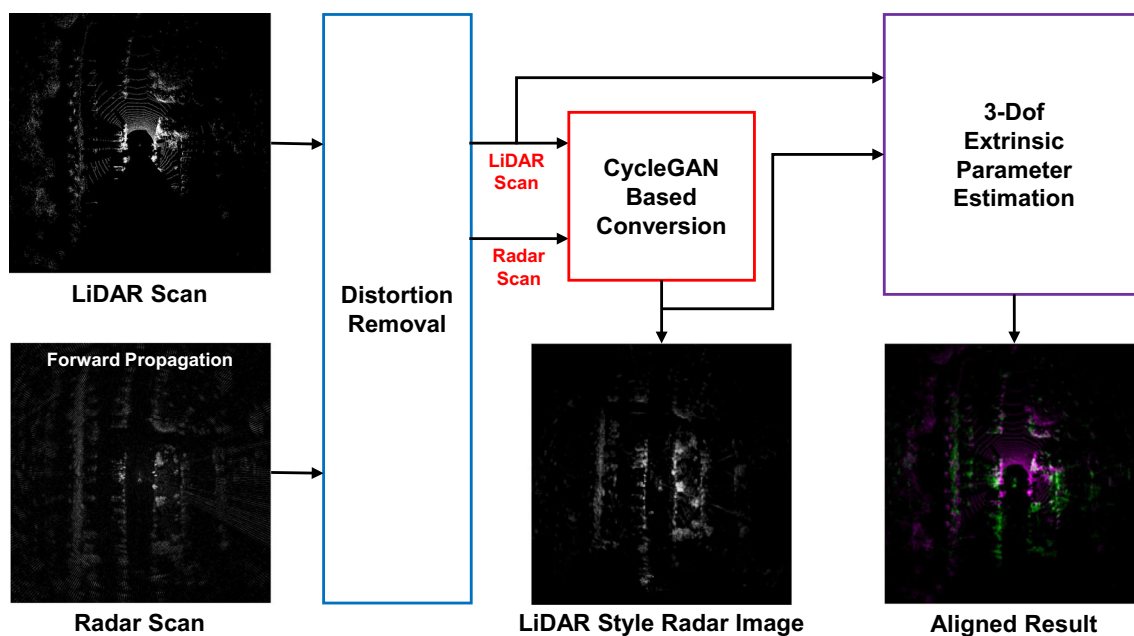 LiDAR Scan
Forward Propagation
Radar Scan
Distortion
Removal
LiDAR
Scan
Radar
Scan
CycleGAN
Based
Conversion
LiDAR Style Radar Image
3-Dof
Extrinsic
Parameter
Estimation
Aligned Result